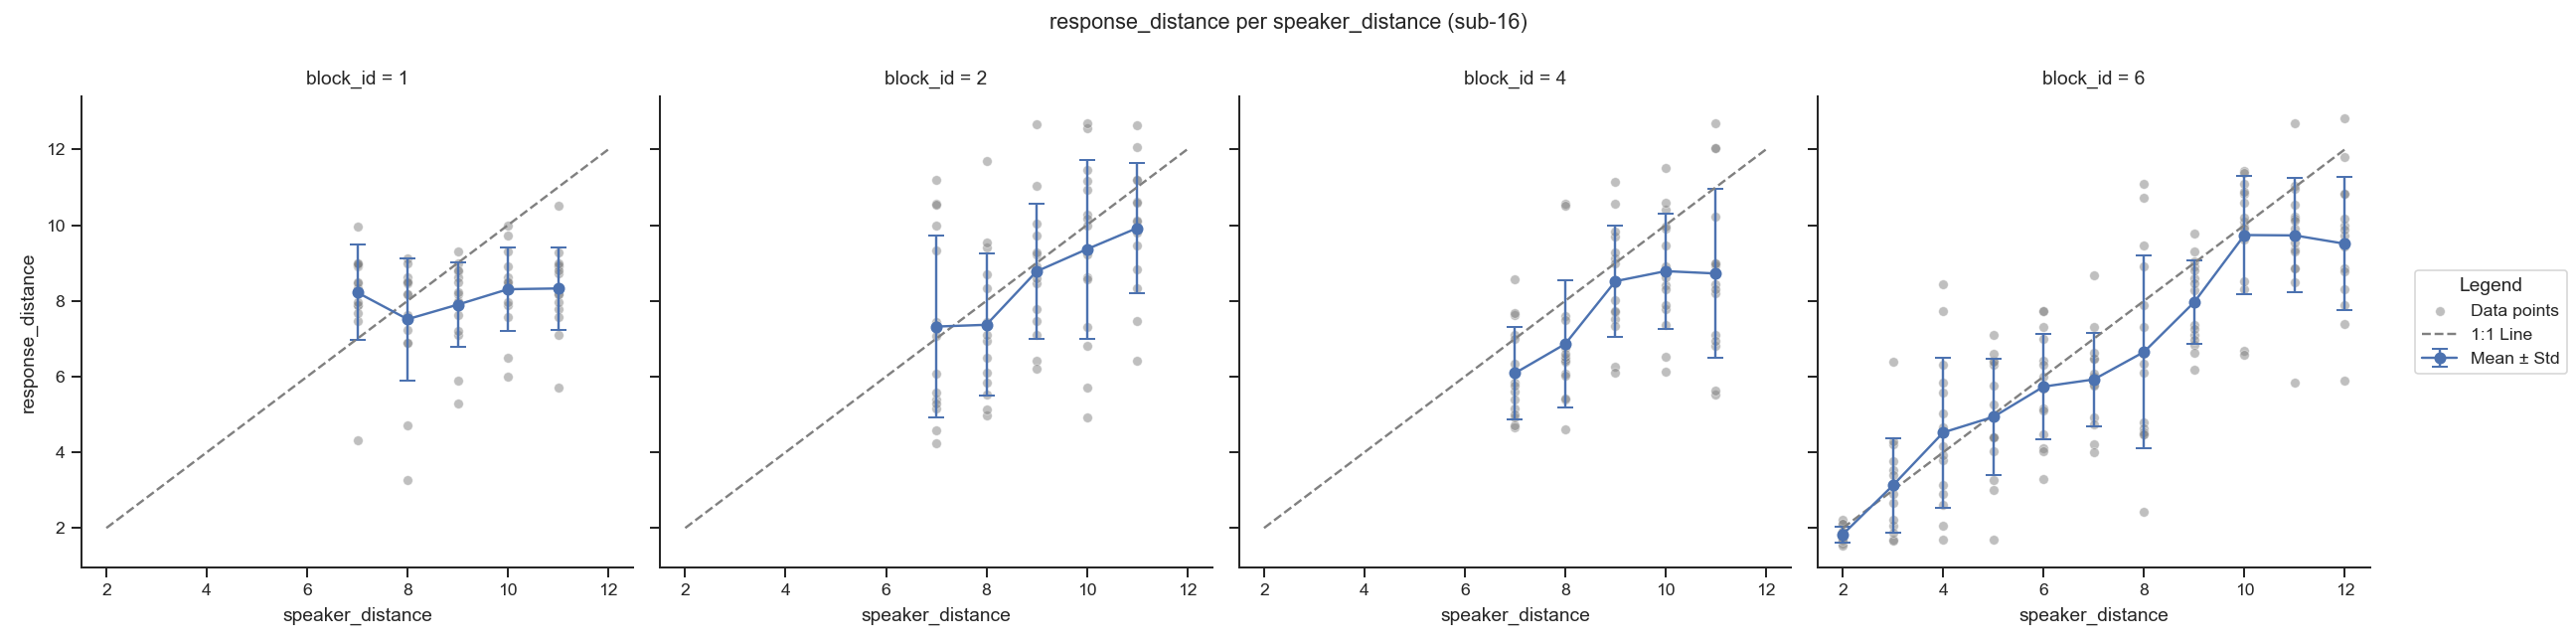 response_distance per speaker_distance (sub-16)
block_id = 1
block_id = 2
block_id = 4
block_id = 6
response_distance
12
10
8
6
4
2
2 4 6 8 10 12
2 4 6 8 10 12
2 4 6 8 10 12
2 4 6 8 10 12
speaker_distance
speaker_distance
speaker_distance
speaker_distance
Legend
Data points
1:1 Line
Mean ± Std